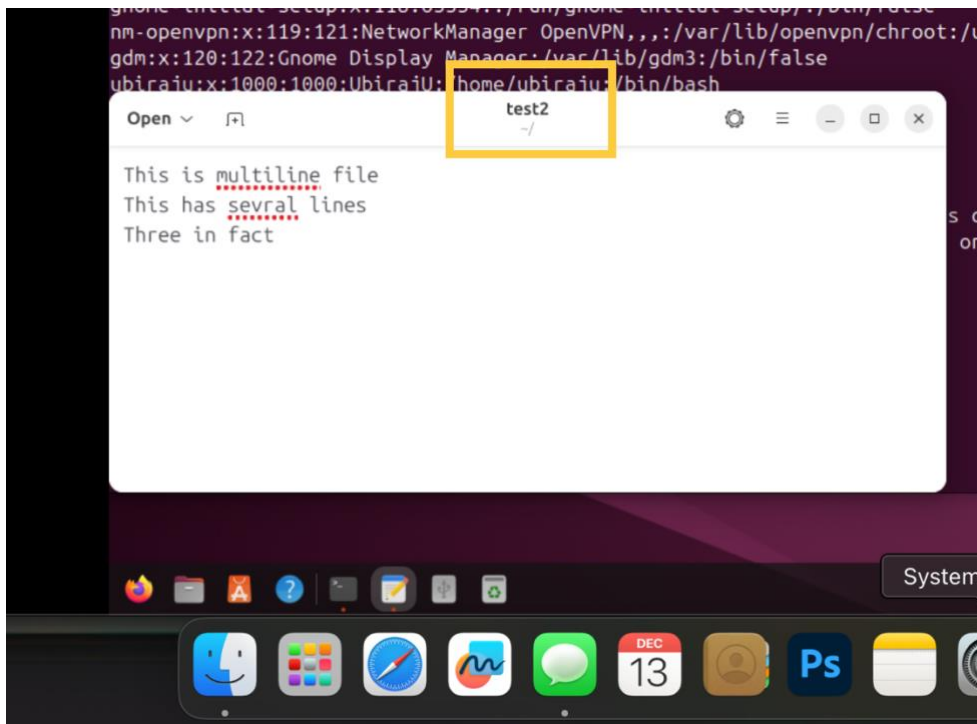 nm-openvpn:x:119:121:NetworkManager OpenVPN,,,:/var/lib/openvpn/chroot:/u
gdm:x:120:122:Gnome Display Manager:/var/lib/gdm3:/bin/false
ubiraju:x:1000:1000:UbirajU:/home/ubiraju:/bin/bash
Open
test2
~/
This is multiline file
This has sevral lines
Three in fact
s
or
System
DEC
13
Ps